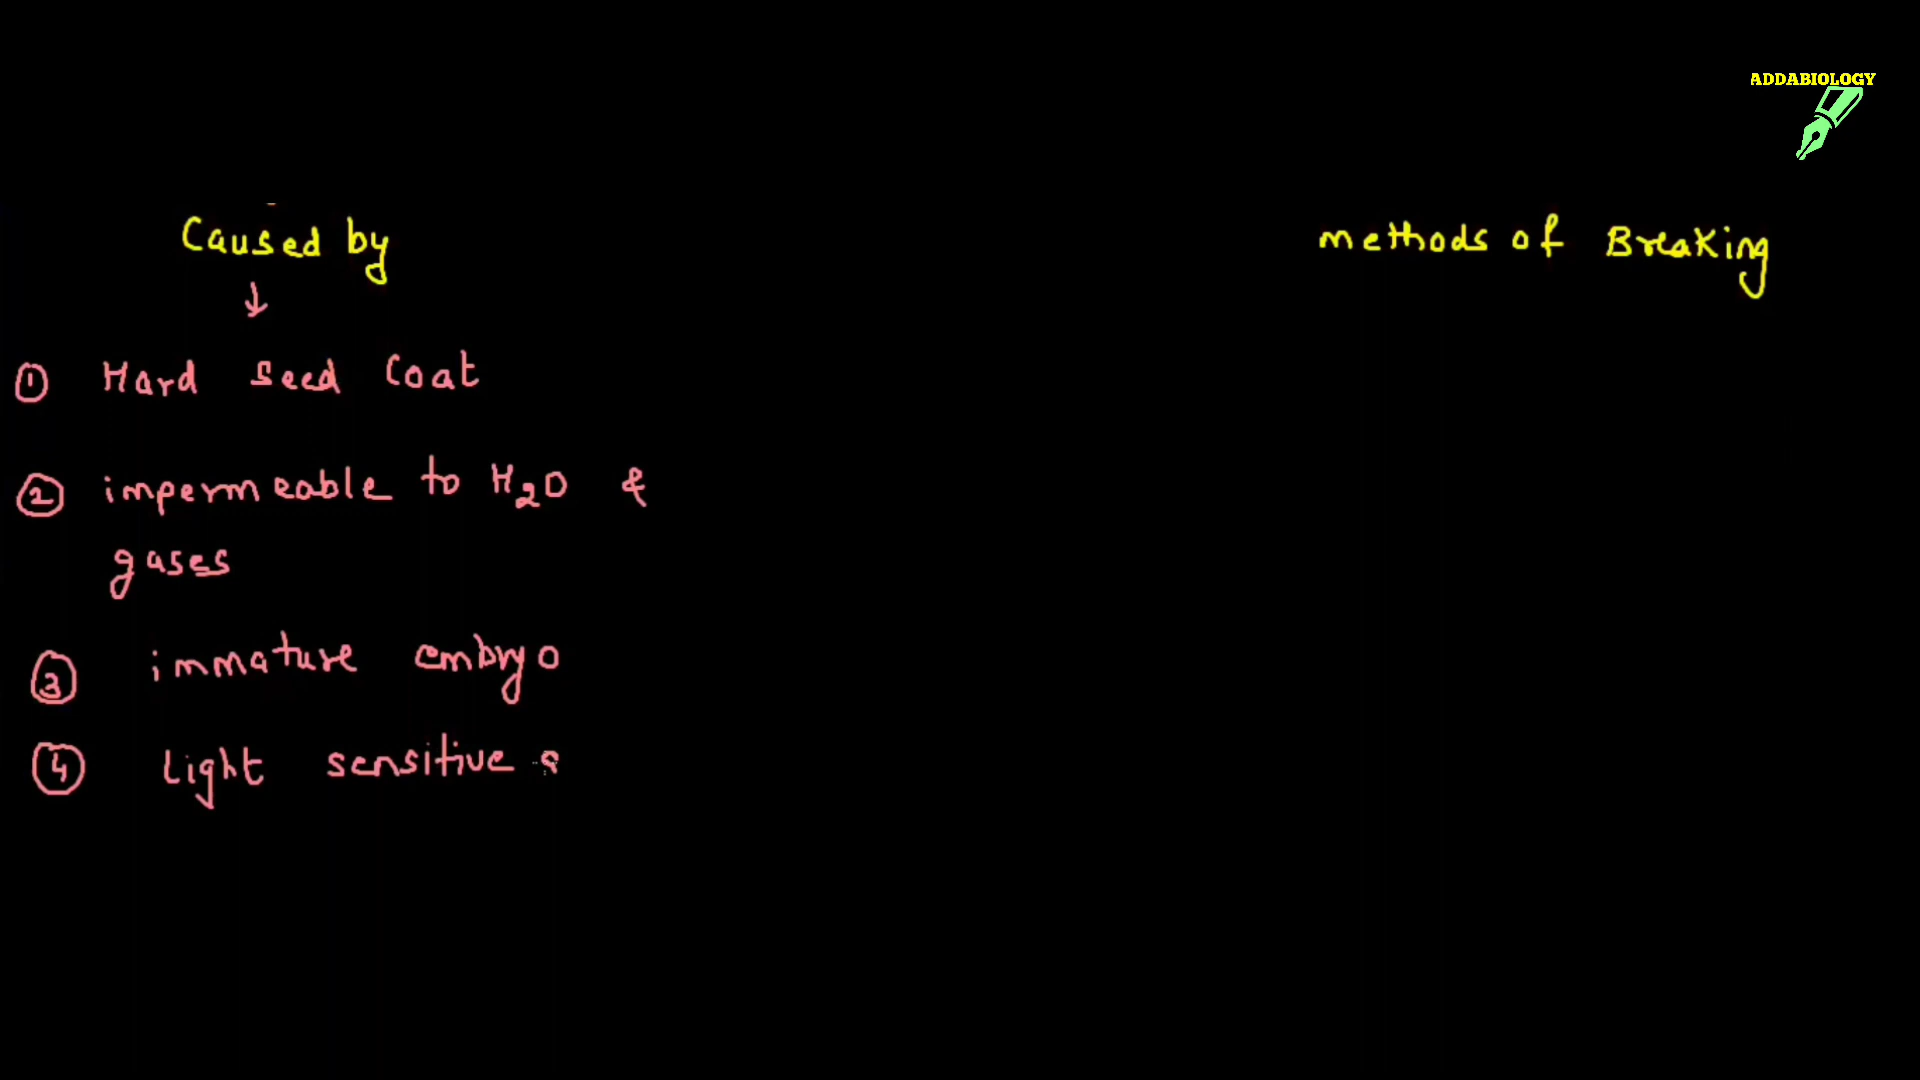 ADDABIOLOGY
Caused by
↓
methods of Breaking
① Hard seed Coat
② impermeable to H₂O &
gases
③ immature embryo
④ Light sensitive s